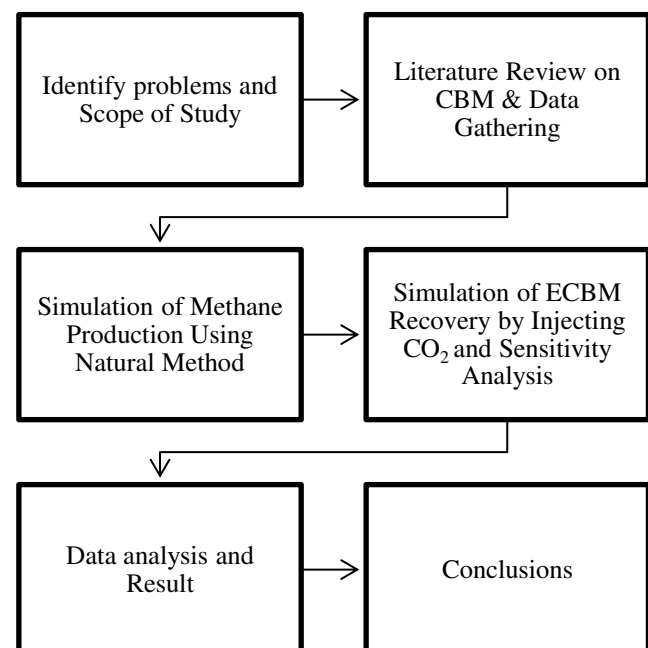 Identify problems and
Scope of Study
Literature Review on
CBM & Data
Gathering
Simulation of Methane
Production Using
Natural Method
Simulation of ECBM
Recovery by Injecting
CO₂ and Sensitivity
Analysis
Data analysis and
Result
Conclusions